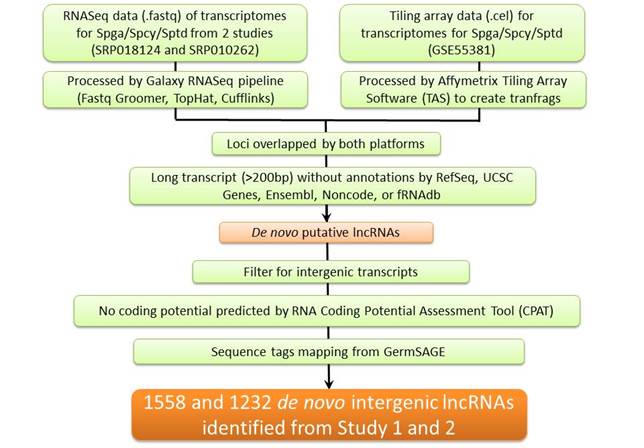 RNASeq data (.fastq) of transcriptomes
for Spga/Spcy/Sptd from 2 studies
(SRP018124 and SRP010262)
Tiling array data (.cel) for
transcriptomes for Spga/Spcy/Sptd
(GSE55381)
Processed by Galaxy RNASeq pipeline
(Fastq Groomer, TopHat, Cufflinks)
Processed by Affymetrix Tiling Array
Software (TAS) to create tranfrags
Loci overlapped by both platforms
Long transcript (>200bp) without annotations by RefSeq, UCSC
Genes, Ensembl, Noncode, or fRNAdb
De novo putative lncRNAs
Filter for intergenic transcripts
No coding potential predicted by RNA Coding Potential Assessment Tool (CPAT)
Sequence tags mapping from GermSAGE
1558 and 1232 de novo intergenic lncRNAs
identified from Study 1 and 2